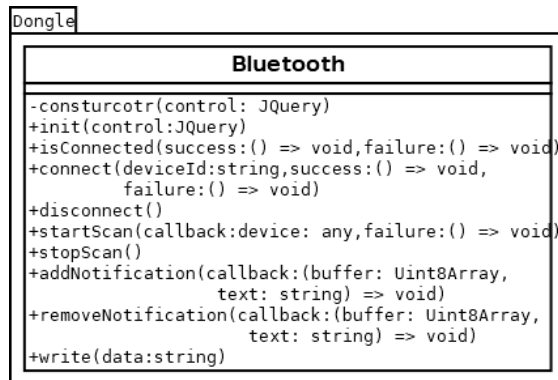 Dongle
Bluetooth
-consturcotr(control: JQuery)
+init(control:JQuery)
+isConnected(success:() => void,failure:() => void)
+connect(deviceId:string,success:() => void,
failure:() => void)
+disconnect()
+startScan(callback:device: any,failure:() => void)
+stopScan()
+addNotification(callback:(buffer: Uint8Array,
text: string) => void)
+removeNotification(callback:(buffer: Uint8Array,
text: string) => void)
+write(data:string)